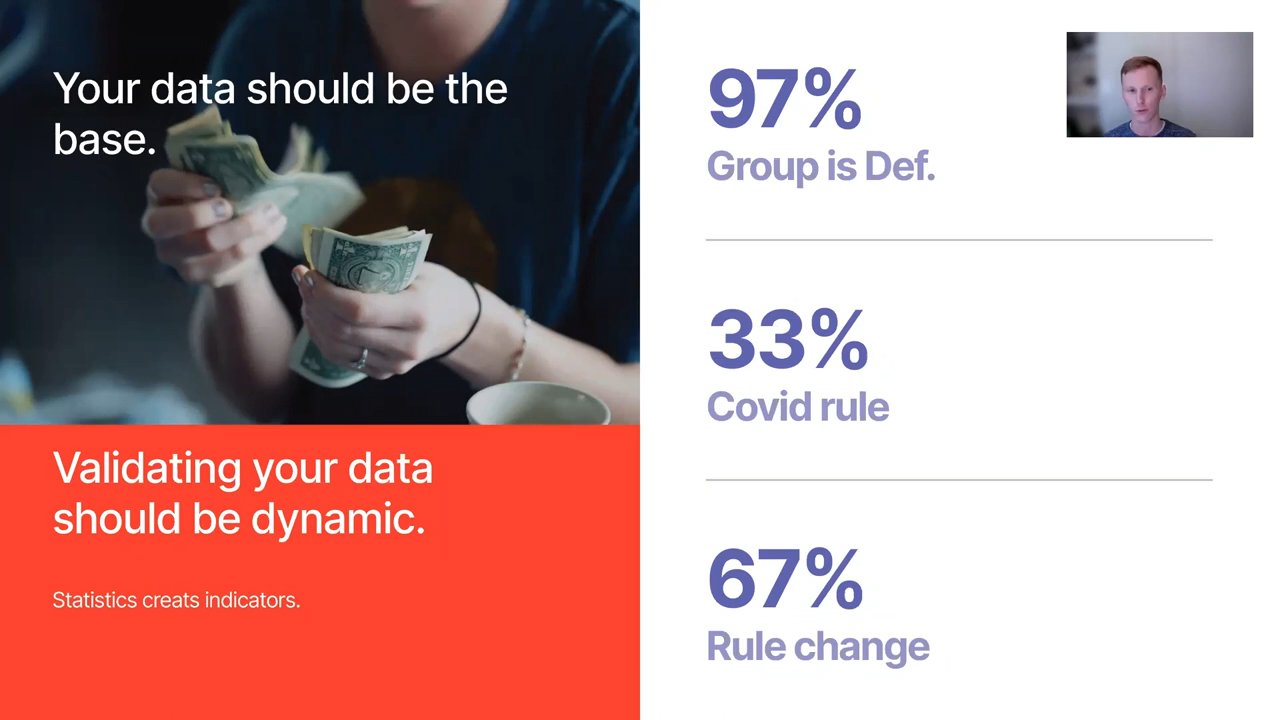 Your data should be the
base.
Validating your data
should be dynamic.
Statistics creats indicators.
97%
Group is Def.
33%
Covid rule
67%
Rule change